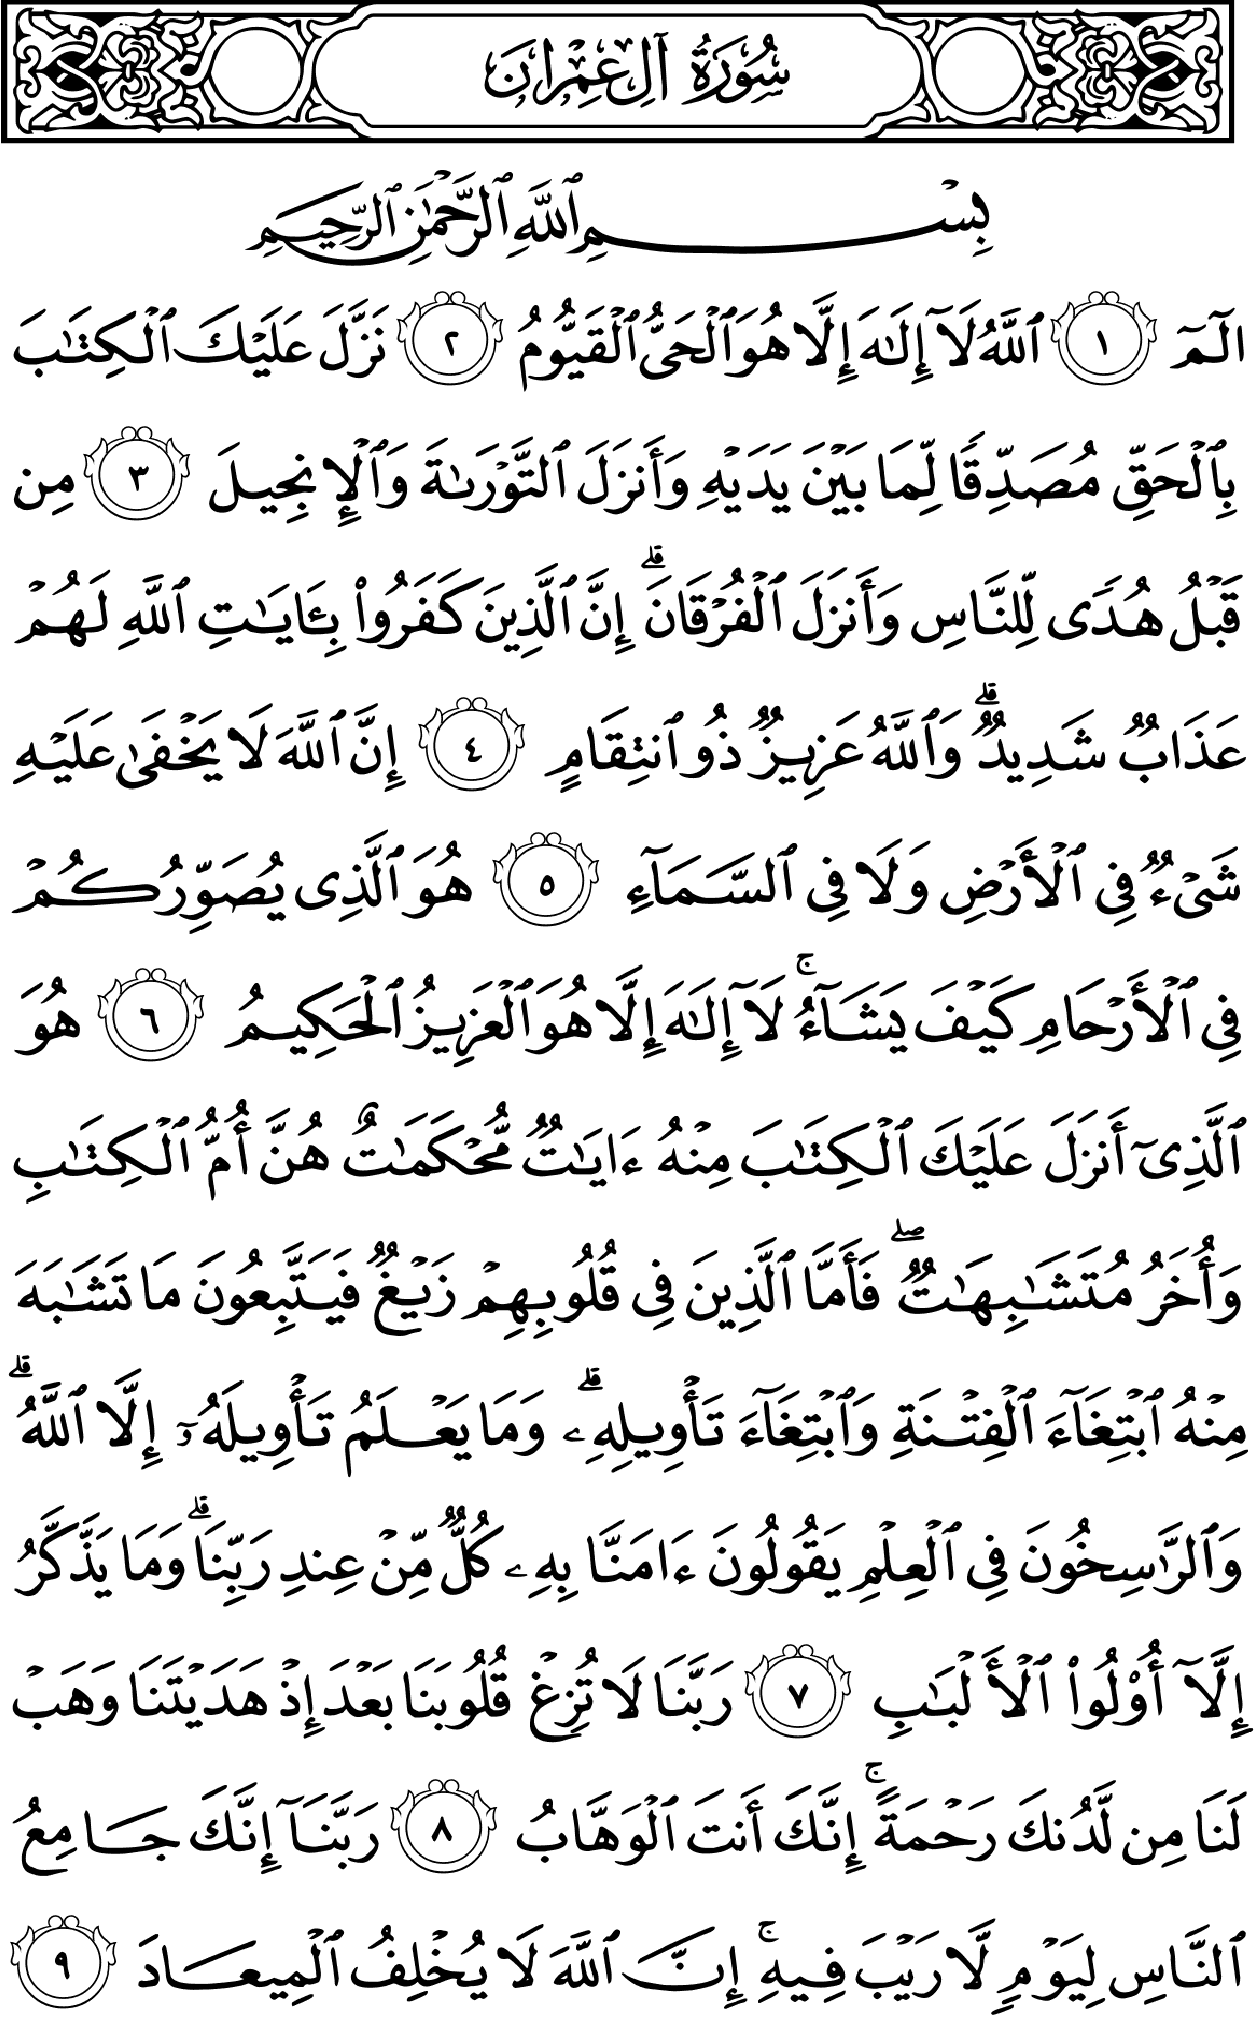 سُورَةُ آلِ عِمۡرَان
بِسۡمِ ٱللَّهِ ٱلرَّحۡمَٰنِ ٱلرَّحِيمِ
الٓمٓ ١ ٱللَّهُ لَآ إِلَٰهَ إِلَّا هُوَ ٱلۡحَيُّ ٱلۡقَيُّومُ ٢ نَزَّلَ عَلَيۡكَ ٱلۡكِتَٰبَ
بِٱلۡحَقِّ مُصَدِّقٗا لِّمَا بَيۡنَ يَدَيۡهِ وَأَنزَلَ ٱلتَّوۡرَىٰةَ وَٱلۡإِنجِيلَ ٣ مِن
قَبۡلُ هُدٗى لِّلنَّاسِ وَأَنزَلَ ٱلۡفُرۡقَانَۗ إِنَّ ٱلَّذِينَ كَفَرُواْ بِـَٔايَٰتِ ٱللَّهِ لَهُمۡ
عَذَابٞ شَدِيدٞۗ وَٱللَّهُ عَزِيزٞ ذُو ٱنتِقَامٍ ٤ إِنَّ ٱللَّهَ لَا يَخۡفَىٰ عَلَيۡهِ
شَيۡءٞ فِي ٱلۡأَرۡضِ وَلَا فِي ٱلسَّمَآءِ ٥ هُوَ ٱلَّذِي يُصَوِّرُكُمۡ
فِي ٱلۡأَرۡحَامِ كَيۡفَ يَشَآءُۚ لَآ إِلَٰهَ إِلَّا هُوَ ٱلۡعَزِيزُ ٱلۡحَكِيمُ ٦ هُوَ
ٱلَّذِيٓ أَنزَلَ عَلَيۡكَ ٱلۡكِتَٰبَ مِنۡهُ ءَايَٰتٞ مُّحۡكَمَٰتٌ هُنَّ أُمُّ ٱلۡكِتَٰبِ
وَأُخَرُ مُتَشَٰبِهَٰتٞۖ فَأَمَّا ٱلَّذِينَ فِي قُلُوبِهِمۡ زَيۡغٞ فَيَتَّبِعُونَ مَا تَشَٰبَهَ
مِنۡهُ ٱبۡتِغَآءَ ٱلۡفِتۡنَةِ وَٱبۡتِغَآءَ تَأۡوِيلِهِۦۗ وَمَا يَعۡلَمُ تَأۡوِيلَهُۥٓ إِلَّا ٱللَّهُۗ
وَٱلرَّٰسِخُونَ فِي ٱلۡعِلۡمِ يَقُولُونَ ءَامَنَّا بِهِۦ كُلّٞ مِّنۡ عِندِ رَبِّنَاۗ وَمَا يَذَّكَّرُ
إِلَّآ أُوْلُواْ ٱلۡأَلۡبَٰبِ ٧ رَبَّنَا لَا تُزِغۡ قُلُوبَنَا بَعۡدَ إِذۡ هَدَيۡتَنَا وَهَبۡ
لَنَا مِن لَّدُنكَ رَحۡمَةًۚ إِنَّكَ أَنتَ ٱلۡوَهَّابُ ٨ رَبَّنَآ إِنَّكَ جَامِعُ
ٱلنَّاسِ لِيَوۡمٖ لَّا رَيۡبَ فِيهِۚ إِنَّ ٱللَّهَ لَا يُخۡلِفُ ٱلۡمِيعَادَ ٩